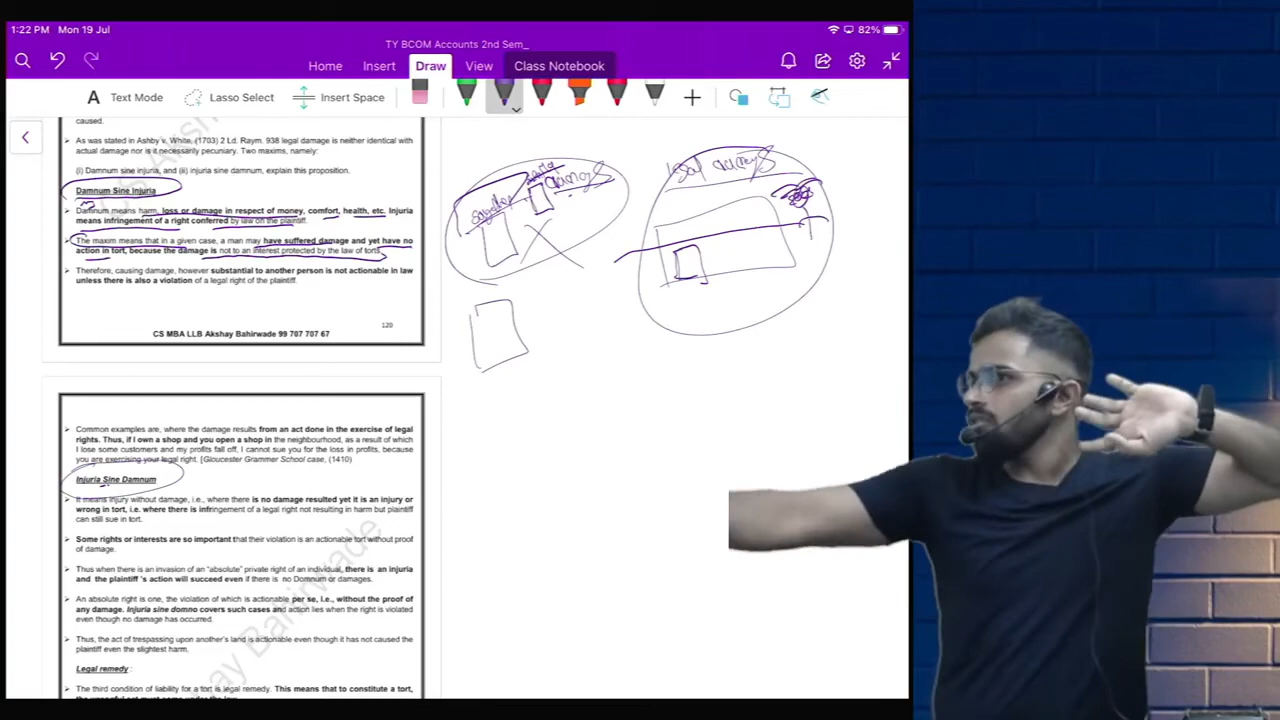 1:22 PM Mon 19 Jul
82%
TY BCOM Accounts 2nd Sem_
Home Insert Draw View Class Notebook
A Text Mode Lasso Select Insert Space
caused.
As was stated in Ashby v. White, (1703) 2 Ld. Raym. 938 legal damage is neither identical with
actual damage nor is it necessarily pecuniary. Two maxims, namely:
(i) Damnum sine injuria, and (ii) injuria sine damnum, explain this proposition.
Damnum Sine Injuria
Damnum means harm, loss or damage in respect of money, comfort, health, etc. Injuria
means infringement of a right conferred by law on the plaintiff.
The maxim means that in a given case, a man may have suffered damage and yet have no
action in tort, because the damage is not to an interest protected by the law of torts.
Therefore, causing damage, however substantial to another person is not actionable in law
unless there is also a violation of a legal right of the plaintiff.
120
CS MBA LLB Akshay Bahirwade 99 707 707 67
Common examples are, where the damage results from an act done in the exercise of legal
rights. Thus, if I own a shop and you open a shop in the neighbourhood, as a result of which
I lose some customers and my profits fall off, I cannot sue you for the loss in profits, because
you are exercising your legal right. [Gloucester Grammer School case, (1410)
Injuria Sine Damnum
It means injury without damage, i.e., where there is no damage resulted yet it is an injury or
wrong in tort, i.e. where there is infringement of a legal right not resulting in harm but plaintiff
can still sue in tort.
Some rights or interests are so important that their violation is an actionable tort without proof
of damage.
Thus when there is an invasion of an “absolute” private right of an individual, there is an injuria
and the plaintiff 's action will succeed even if there is no Domnum or damages.
An absolute right is one, the violation of which is actionable per se, i.e., without the proof of
any damage. Injuria sine domno covers such cases and action lies when the right is violated
even though no damage has occurred.
Thus, the act of trespassing upon another's land is actionable even though it has not caused the
plaintiff even the slightest harm.
Legal remedy :
The third condition of liability for a tort is legal remedy. This means that to constitute a tort,
legal